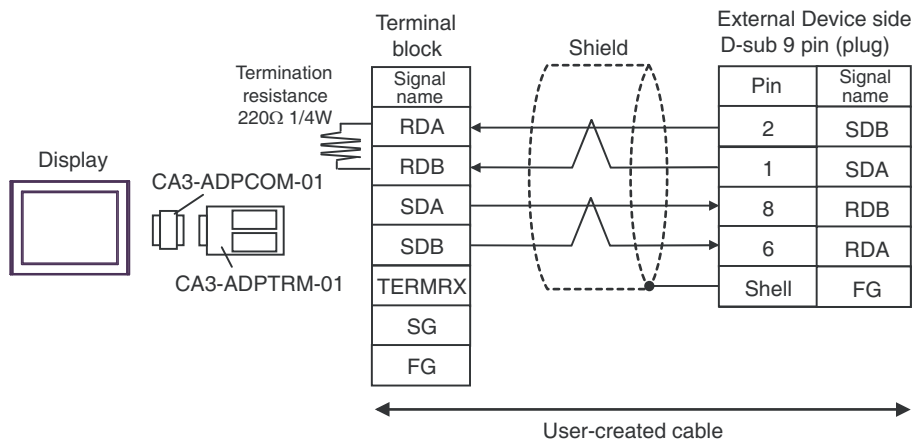 Terminal
block
External Device side
D-sub 9 pin (plug)
Shield
Termination
resistance
220Ω 1/4W
Display
CA3-ADPCOM-01
CA3-ADPTRM-01
Signal
name
RDA
RDB
SDA
SDB
TERMRX
SG
FG
Pin
Signal
name
2 SDB
1 SDA
8 RDB
6 RDA
Shell FG
User-created cable